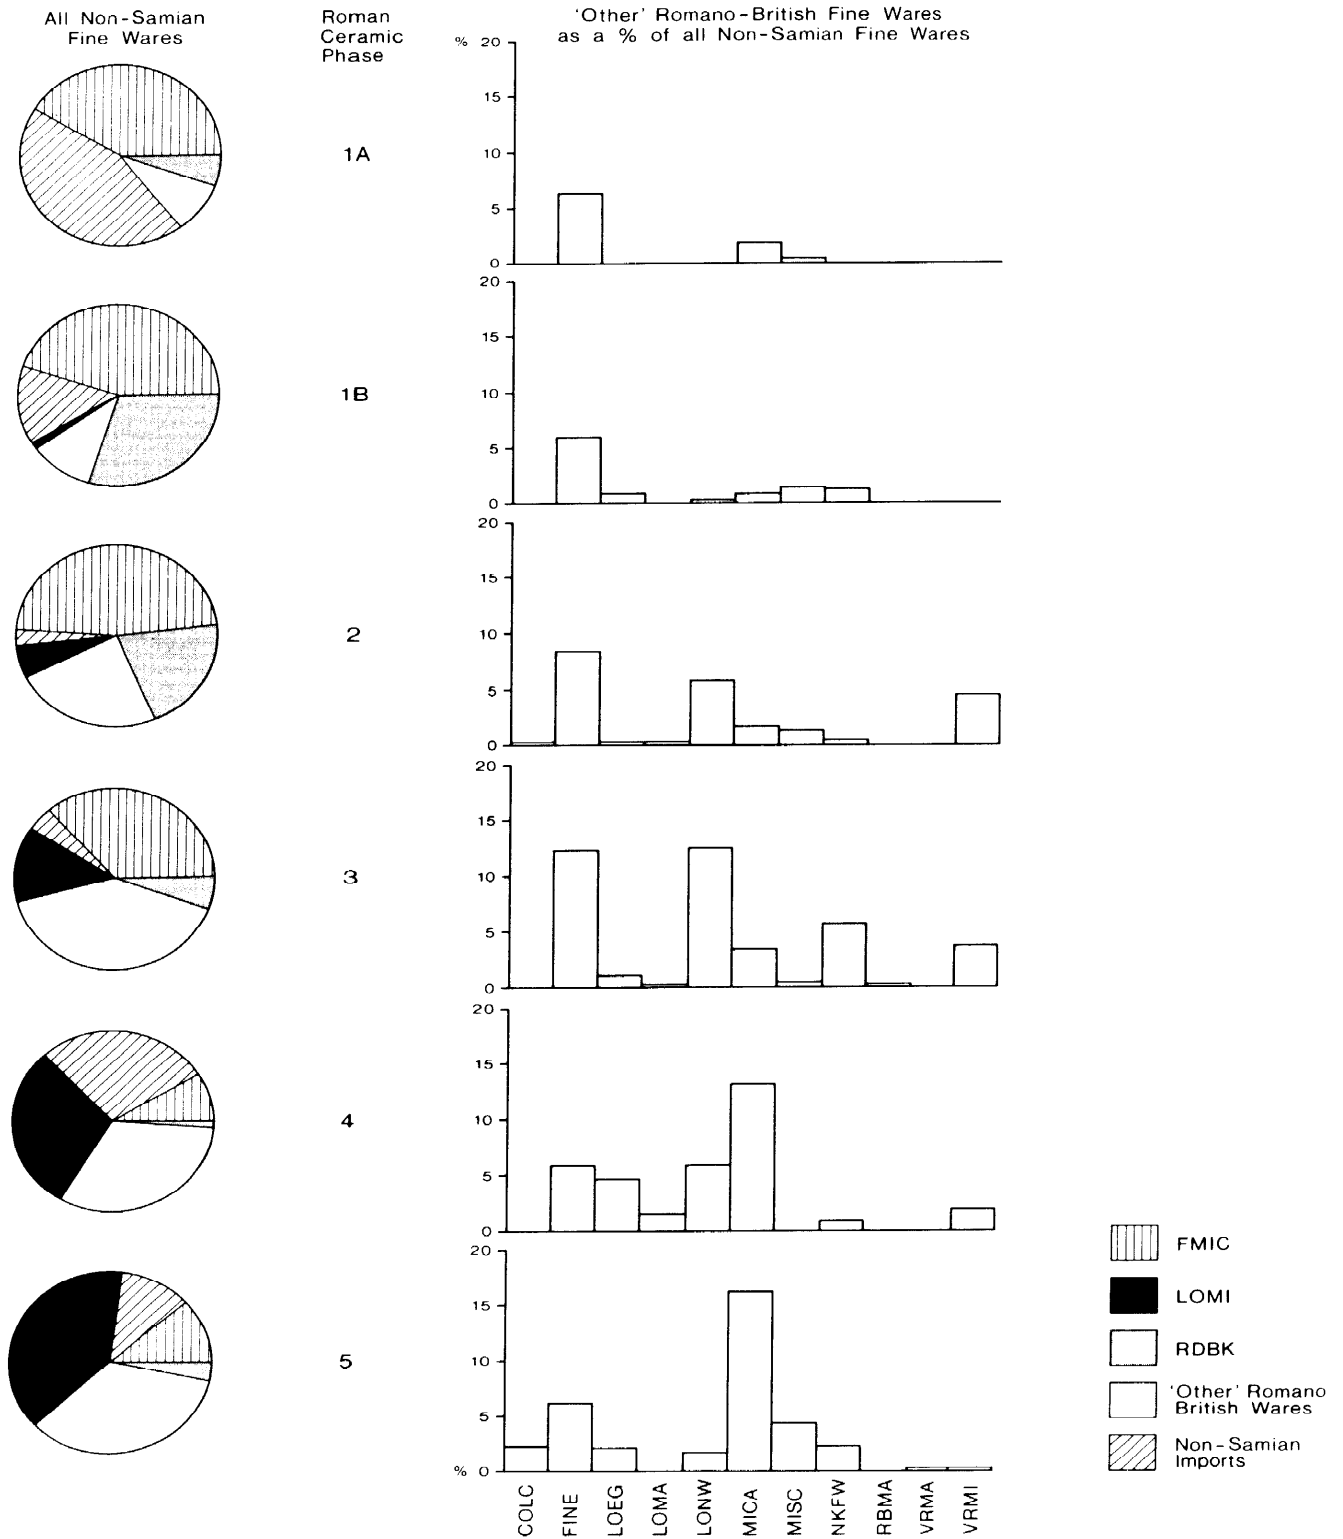 All Non-Samian
Fine Wares
Roman
Ceramic
Phase
'Other' Romano-British Fine Wares
as a % of all Non-Samian Fine Wares
% 20
15
10
5
0
1A
20
15
10
5
0
1B
20
15
10
5
0
2
20
15
10
5
0
3
20
15
10
5
0
4
20
15
10
5
% 0
5
COLC
FINE
LOEG
LOMA
LONW
MICA
MISC
NKFW
RBMA
VRMA
VRMI
FMIC
LOMI
RDBK
'Other' Romano
British Wares
Non-Samian
Imports